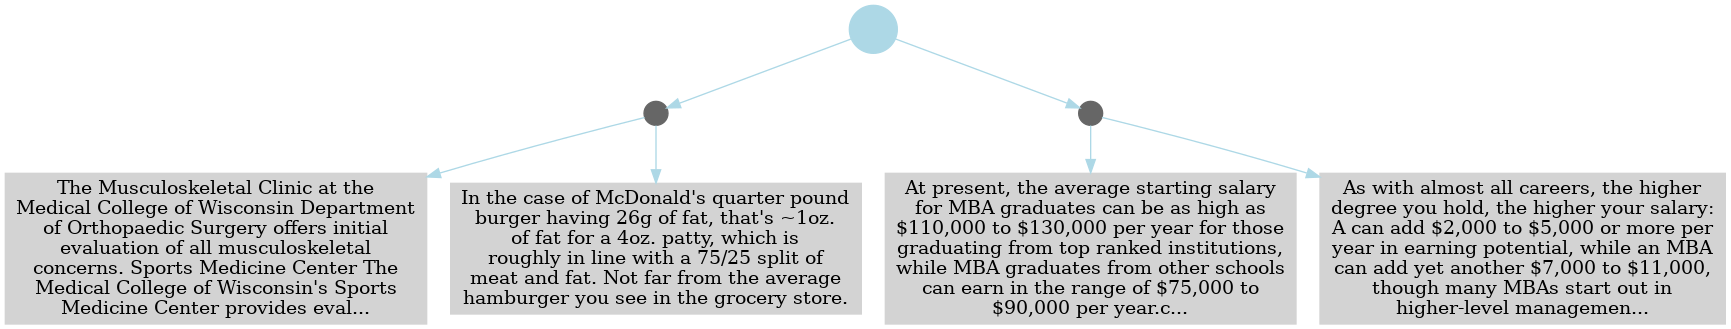 The Musculoskeletal Clinic at the
Medical College of Wisconsin Department
of Orthopaedic Surgery offers initial
evaluation of all musculoskeletal
concerns. Sports Medicine Center The
Medical College of Wisconsin's Sports
Medicine Center provides eval...
In the case of McDonald's quarter pound
burger having 26g of fat, that's ~1oz.
of fat for a 4oz. patty, which is
roughly in line with a 75/25 split of
meat and fat. Not far from the average
hamburger you see in the grocery store.
At present, the average starting salary
for MBA graduates can be as high as
$110,000 to $130,000 per year for those
graduating from top ranked institutions,
while MBA graduates from other schools
can earn in the range of $75,000 to
$90,000 per year.c...
As with almost all careers, the higher
degree you hold, the higher your salary:
A can add $2,000 to $5,000 or more per
year in earning potential, while an MBA
can add yet another $7,000 to $11,000,
though many MBAs start out in
higher-level managemen...